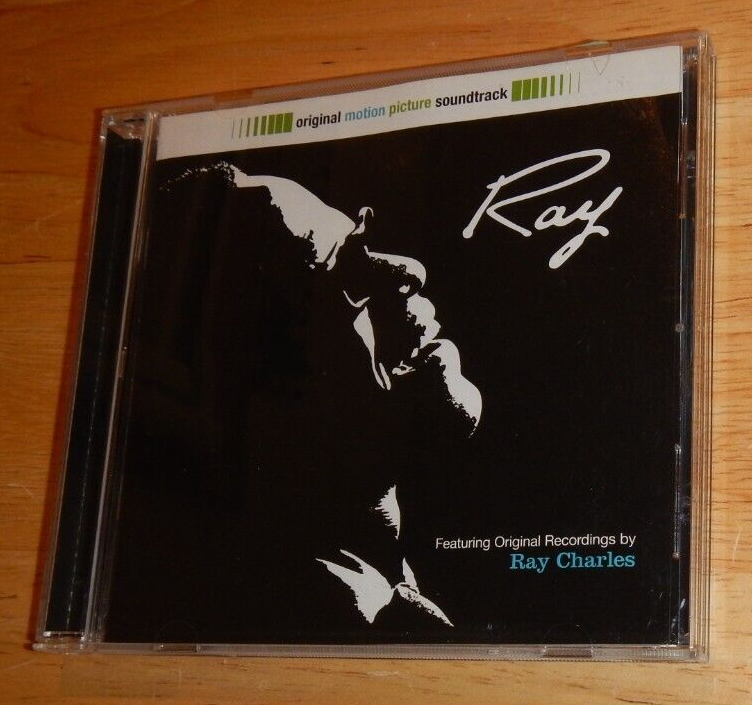 original motion picture soundtrack
Ray
Featuring Original Recordings by
Ray Charles